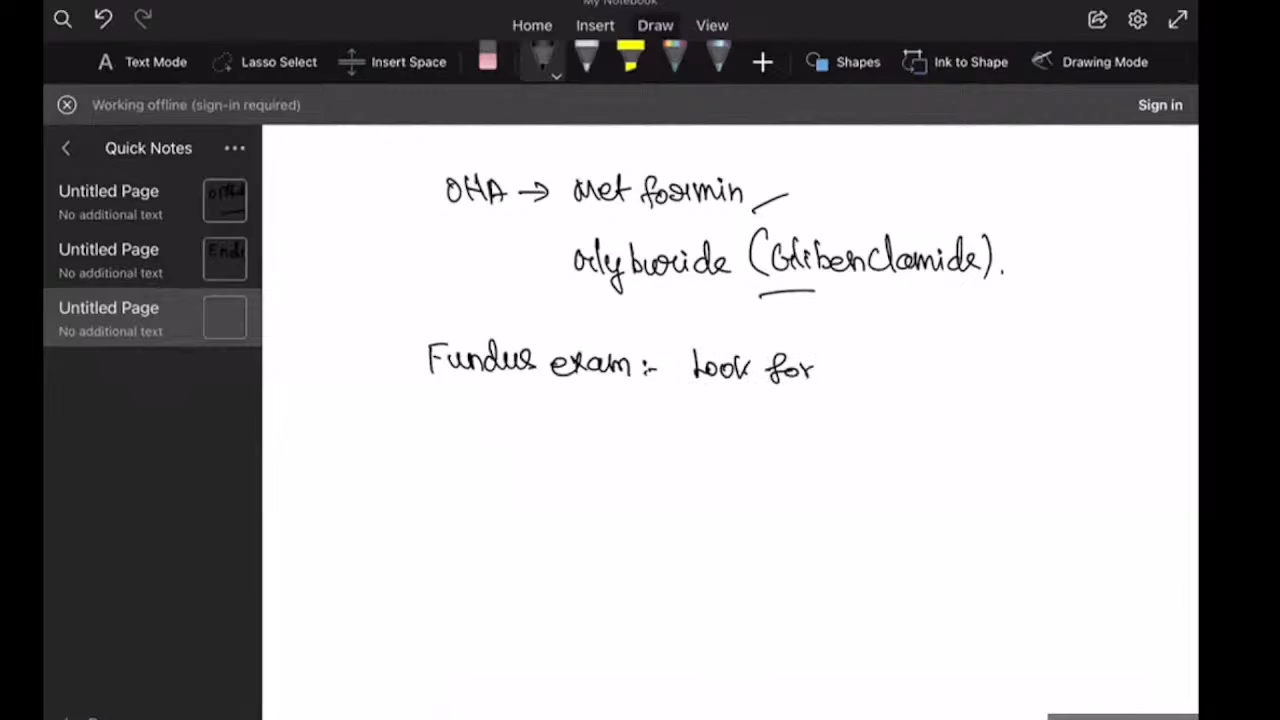 My Notebook
Home Insert Draw View
Text Mode Lasso Select Insert Space Shapes Ink to Shape Drawing Mode
Working offline (sign-in required) Sign in
Quick Notes
Untitled Page
No additional text
Untitled Page
No additional text
Untitled Page
No additional text
OHA → Metformin
Glyburide (Glibenclamide).
Fundus exam:- Look for